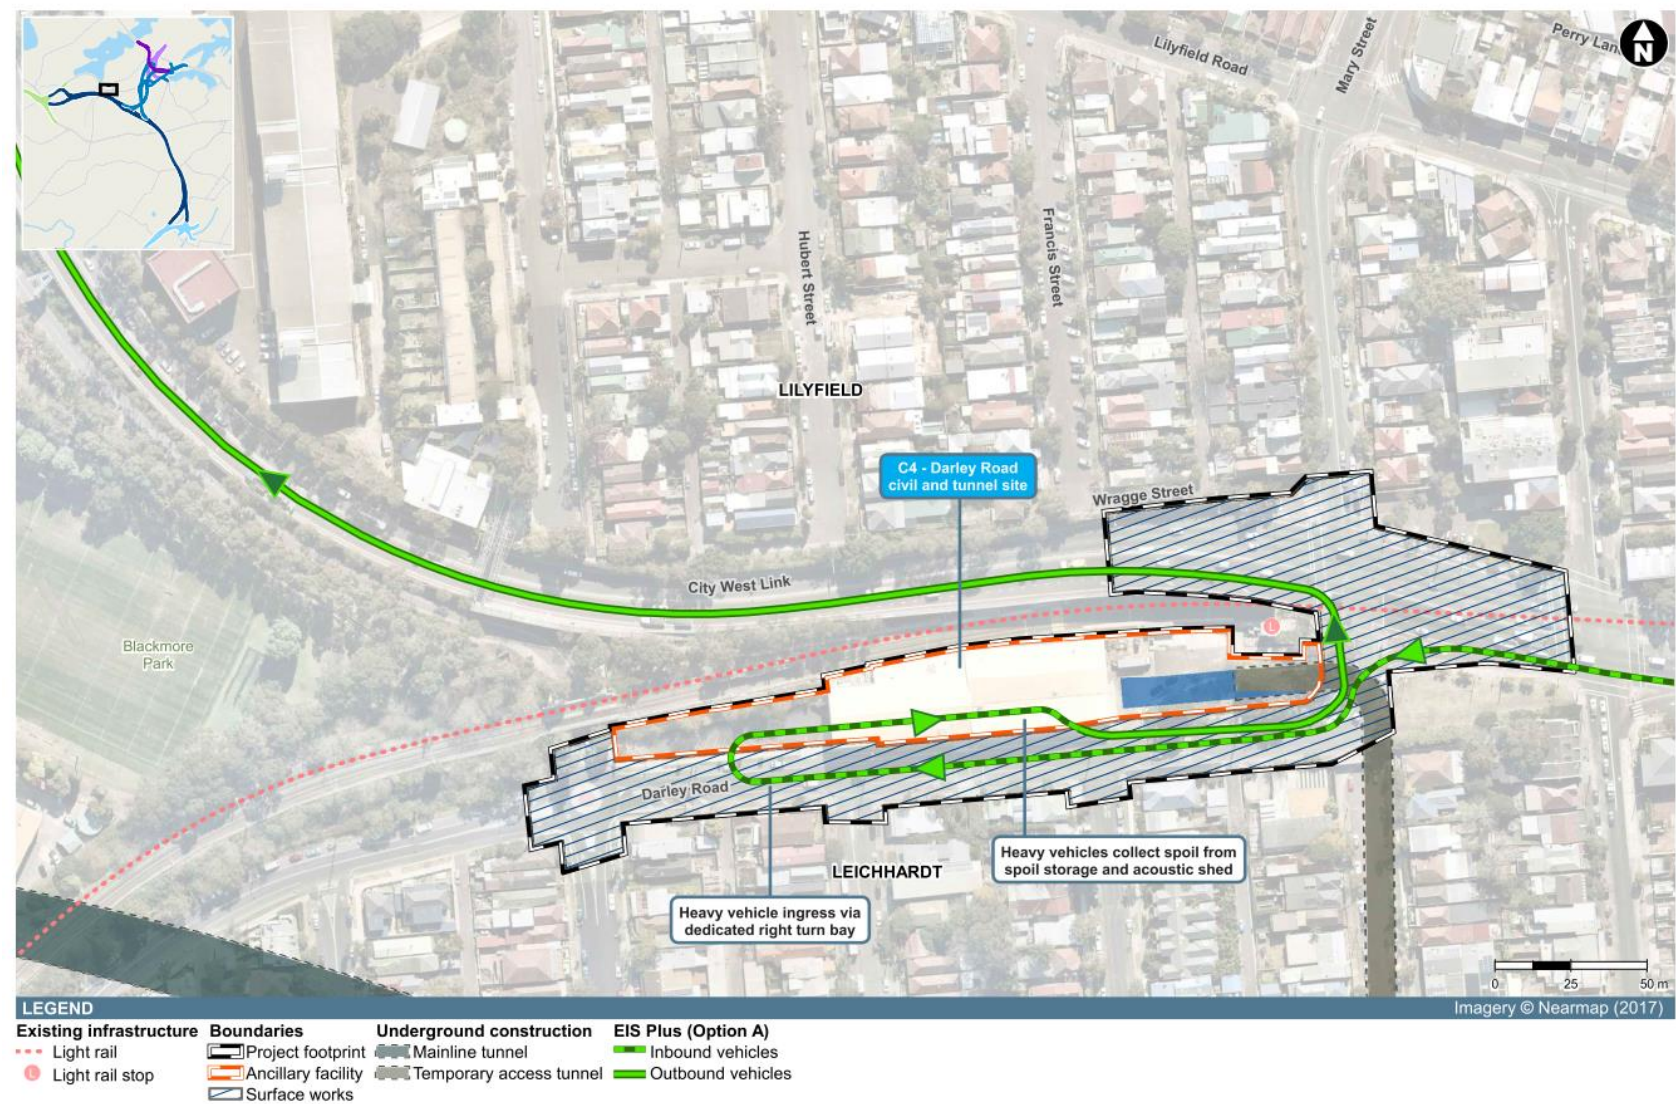 Lilyfield Road
Mary Street
N
Hubert Street
Francis Street
LILYFIELD
C4 - Darley Road
civil and tunnel site
Wragge Street
City West Link
L
Blackmore
Park
Darley Road
LEICHHARDT
Heavy vehicles collect spoil from
spoil storage and acoustic shed
Heavy vehicle ingress via
dedicated right turn bay
0 25 50 m
LEGEND
Imagery © Nearmap (2017)
Existing infrastructure
Light rail
L Light rail stop
Boundaries
Project footprint
Ancillary facility
Surface works
Underground construction
Mainline tunnel
Temporary access tunnel
EIS Plus (Option A)
Inbound vehicles
Outbound vehicles